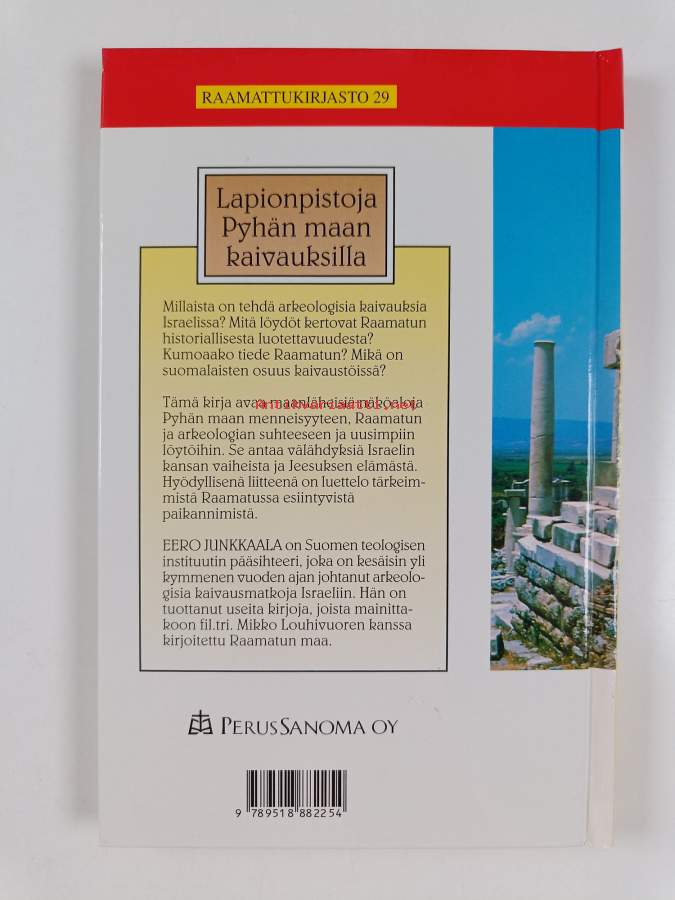 RAAMATTUKIRJASTO 29
Lapionpistoja
Pyhän maan
kaivauksilla
Millaista on tehdä arkeologisia kaivauksia
Israelissa? Mitä löydöt kertovat Raamatun
historiallisesta luotettavuudesta?
Kumoaako tiede Raamatun? Mikä on
suomalaisten osuus kaivaustöissä?
Tämä kirja avaa maanläheisiä näköaloja
Pyhän maan menneisyyteen, Raamatun
ja arkeologian suhteeseen ja uusimpiin
löytöihin. Se antaa välähdyksiä Israelin
kansan vaiheista ja Jeesuksen elämästä.
Hyödyllisenä liitteenä on luettelo tärkeim-
mistä Raamatussa esiintyvistä
paikannimistä.
EERO JUNKKAALA on Suomen teologisen
instituutin pääsihteeri, joka on kesäisin yli
kymmenen vuoden ajan johtanut arkeolo-
gisia kaivausmatkoja Israeliin. Hän on
tuottanut useita kirjoja, joista mainitta-
koon fil.tri. Mikko Louhivuoren kanssa
kirjoitettu Raamatun maa.
PERUSSANOMA OY
9 789518 882254